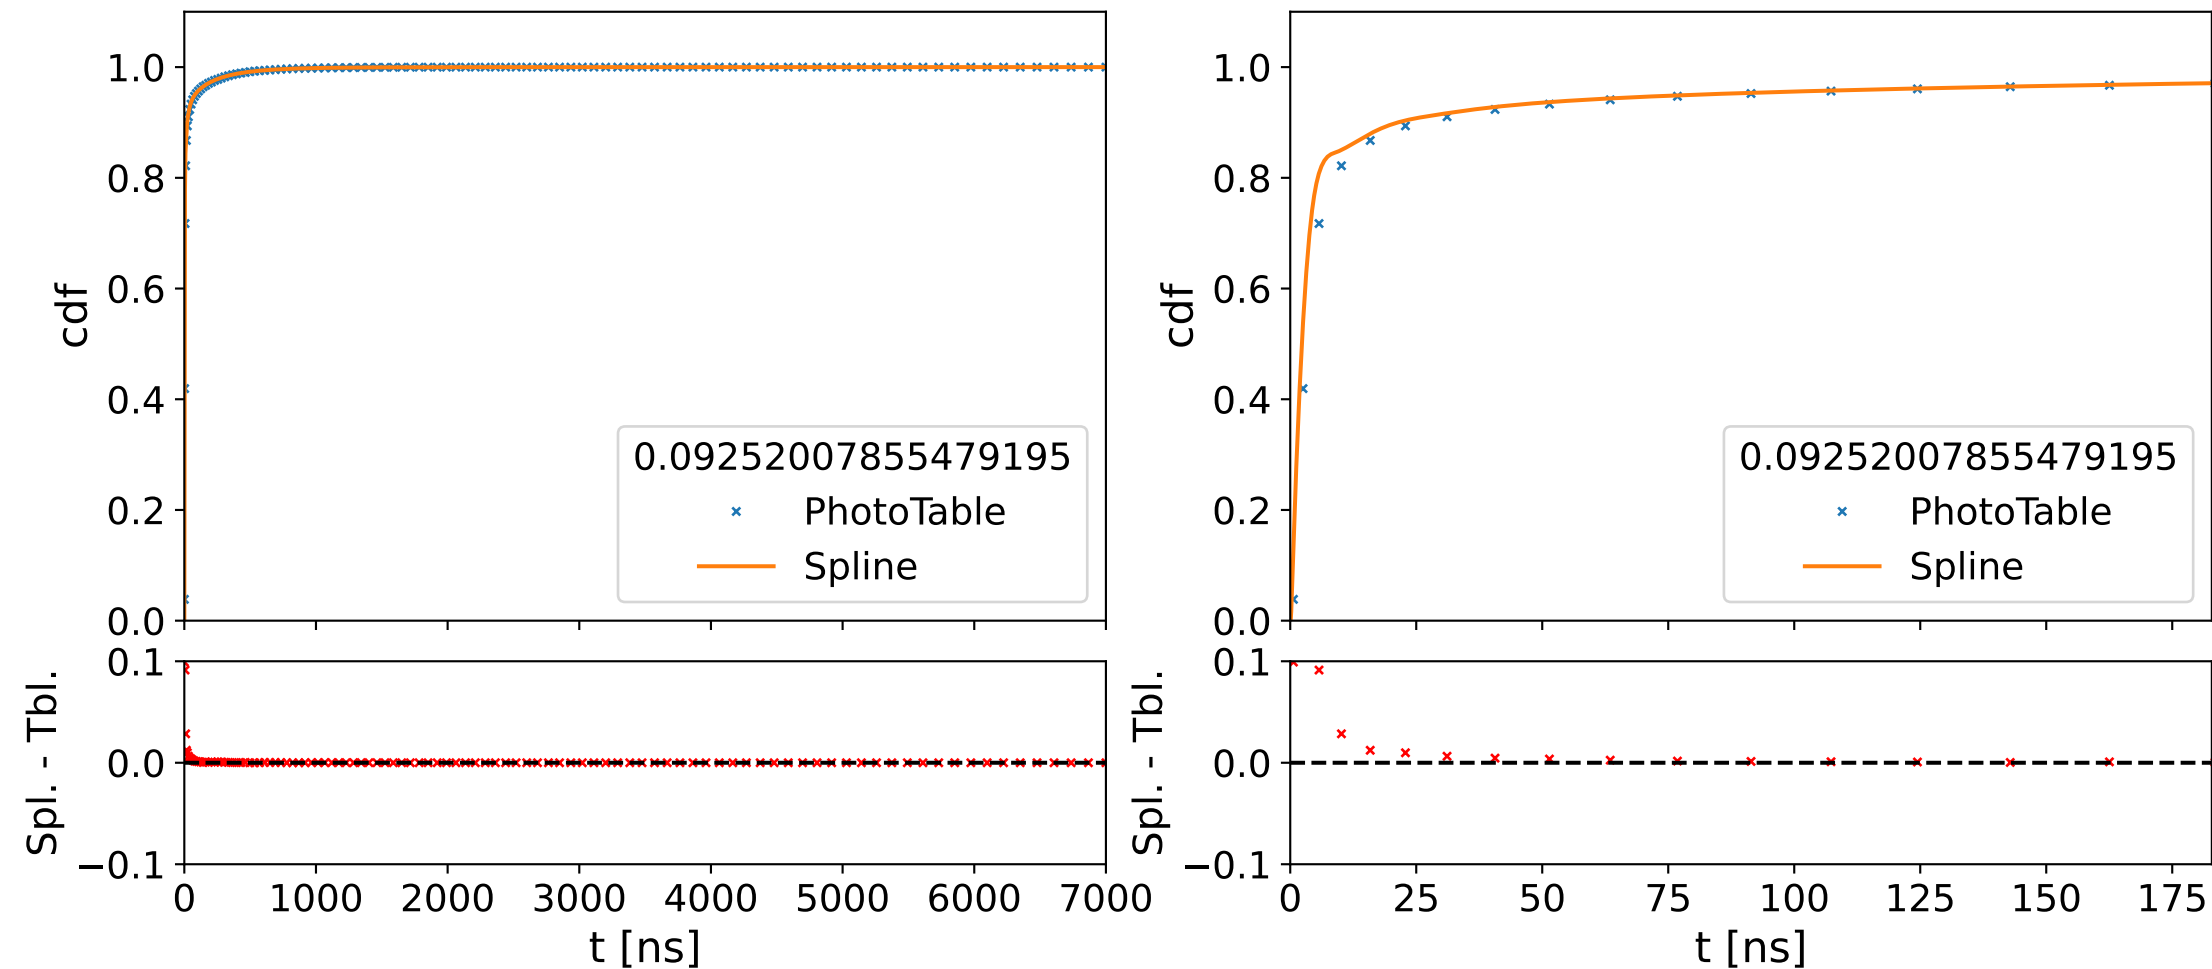 cdf
1.0
0.8
0.6
0.4
0.2
0.0
0.09252007855479195
PhotoTable
Spline
Spl. - Tbl.
0.1
0.0
−0.1
0 1000 2000 3000 4000 5000 6000 7000
t [ns]
cdf
1.0
0.8
0.6
0.4
0.2
0.0
0.09252007855479195
PhotoTable
Spline
Spl. - Tbl.
0.1
0.0
−0.1
0 25 50 75 100 125 150 175
t [ns]